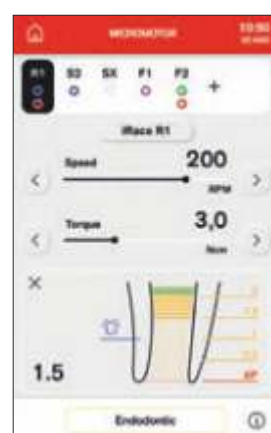 MICROMOTOR
10:50
R1 S2 SX F1 F2 +
iRace R1
Speed 200
RPM
Torque 3,0
Ncm
1.5
AP
Endodontic